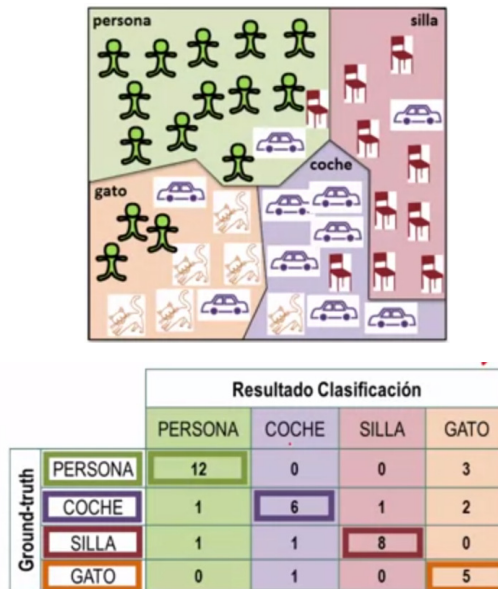 persona silla
coche
gato
Resultado Clasificación
PERSONA COCHE SILLA GATO
Ground-truth
PERSONA 12 0 0 3
COCHE 1 6 1 2
SILLA 1 1 8 0
GATO 0 1 0 5